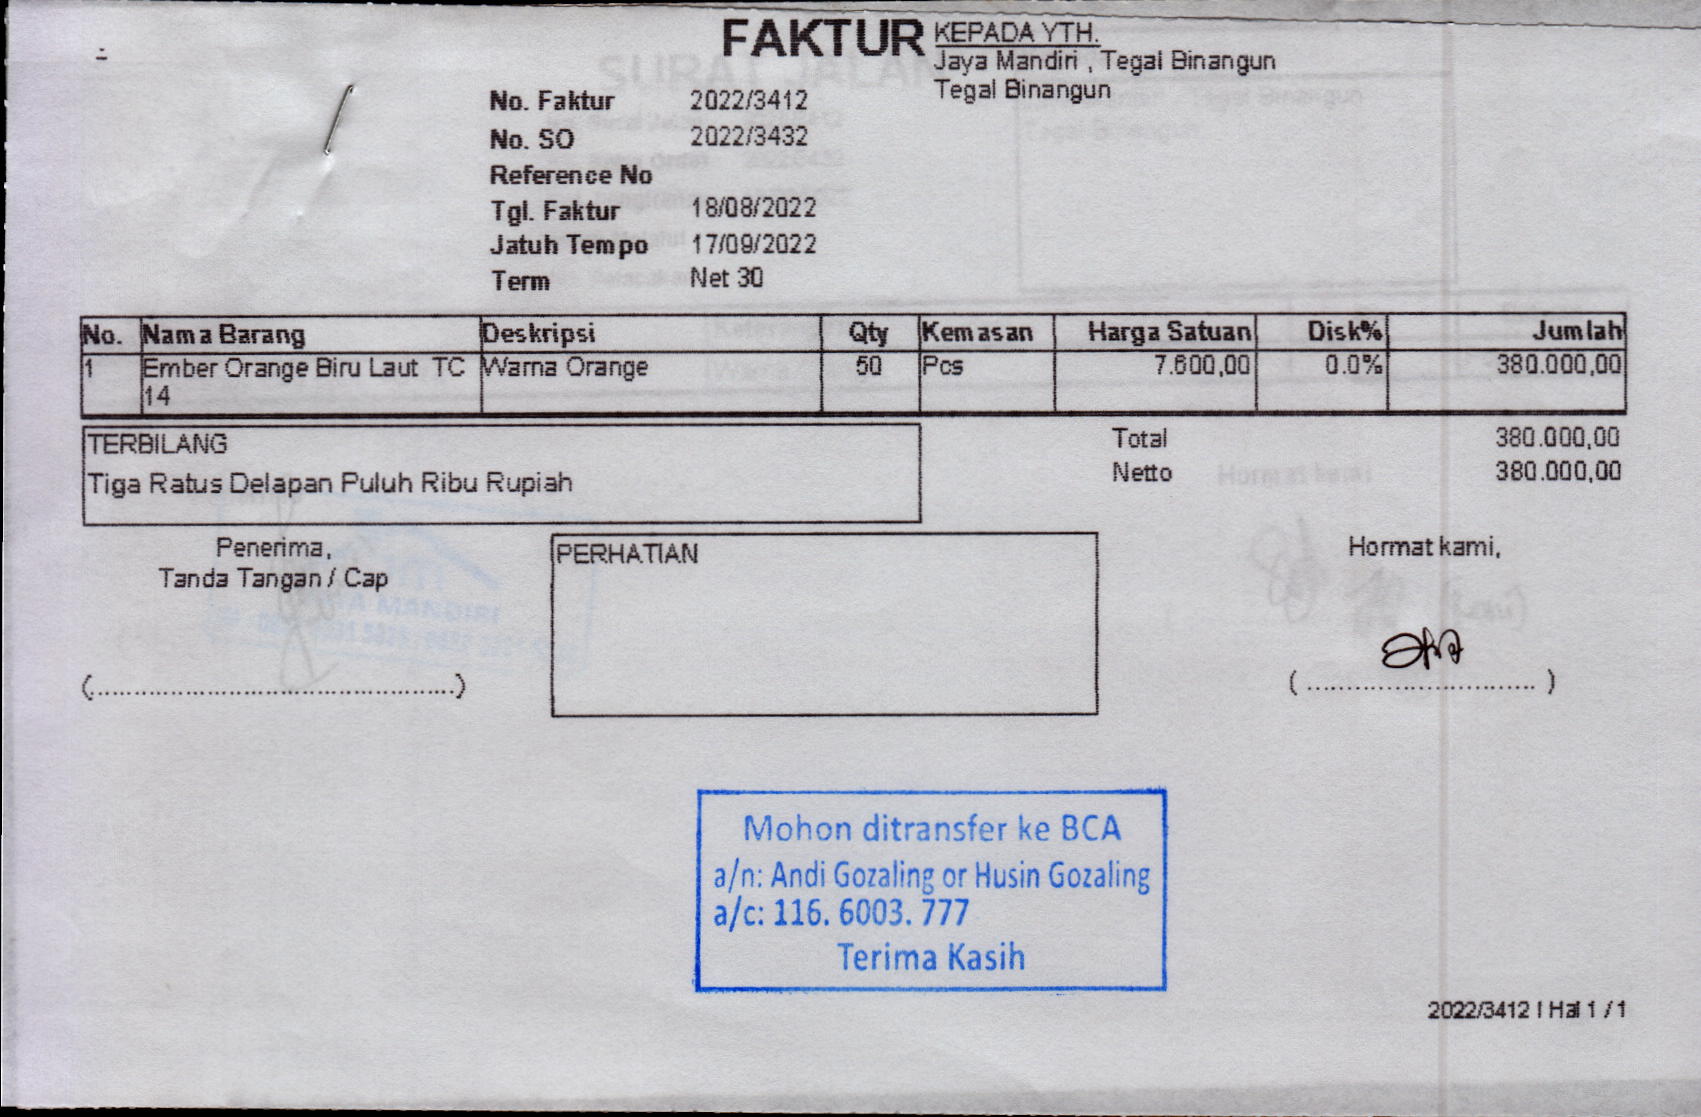 FAKTUR
KEPADA YTH.
Jaya Mandiri , Tegal Binangun
Tegal Binangun
No. Faktur 2022/3412
No. SO 2022/3432
Reference No
Tgl. Faktur 18/08/2022
Jatuh Tempo 17/09/2022
Term Net 30
No. Nama Barang Deskripsi Qty Kemasan Harga Satuan Disk% Jumlah
1 Ember Orange Biru Laut TC Warna Orange 50 Pcs 7.600,00 0.0% 380.000,00
14
TERBILANG
Tiga Ratus Delapan Puluh Ribu Rupiah
Total 380.000,00
Netto 380.000,00
Penerima,
Tanda Tangan / Cap
(..............................................)
PERHATIAN
Hormat kami,
( ............................. )
Mohon ditransfer ke BCA
a/n: Andi Gozaling or Husin Gozaling
a/c: 116. 6003. 777
Terima Kasih
2022/3412 | Hal 1 / 1